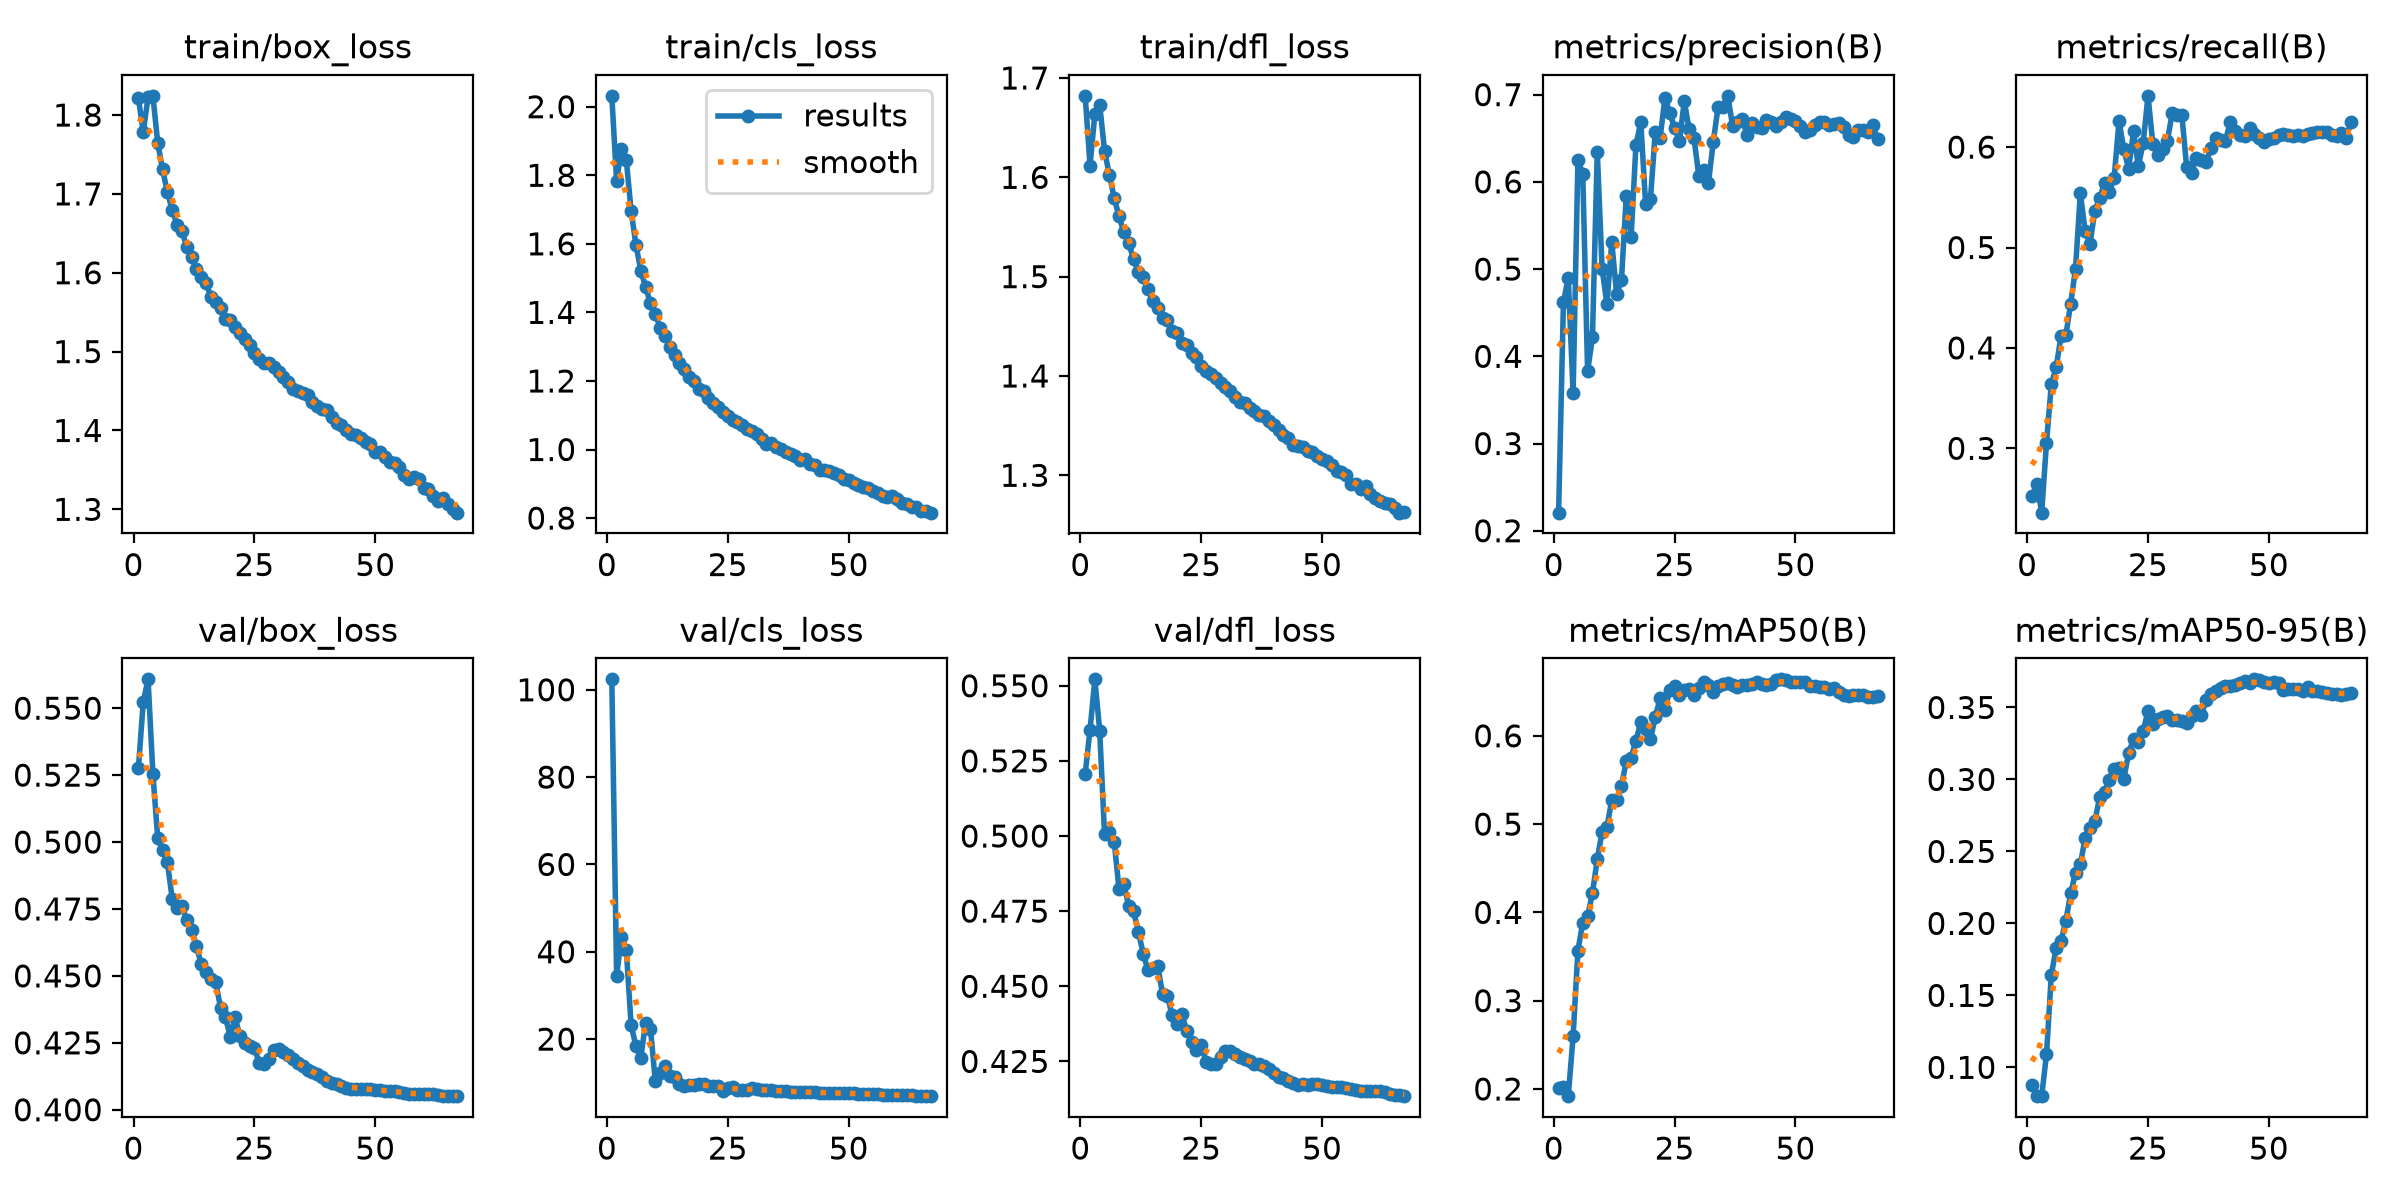 train/box_loss
train/cls_loss
train/dfl_loss
metrics/precision(B)
metrics/recall(B)
1.8
1.7
1.6
1.5
1.4
1.3
0 25 50
2.0
1.8
1.6
1.4
1.2
1.0
0.8
0 25 50
results
smooth
1.7
1.6
1.5
1.4
1.3
0 25 50
0.7
0.6
0.5
0.4
0.3
0.2
0 25 50
0.6
0.5
0.4
0.3
0 25 50
val/box_loss
val/cls_loss
val/dfl_loss
metrics/mAP50(B)
metrics/mAP50-95(B)
0.550
0.525
0.500
0.475
0.450
0.425
0.400
0 25 50
100
80
60
40
20
0 25 50
0.550
0.525
0.500
0.475
0.450
0.425
0 25 50
0.6
0.5
0.4
0.3
0.2
0 25 50
0.35
0.30
0.25
0.20
0.15
0.10
0 25 50